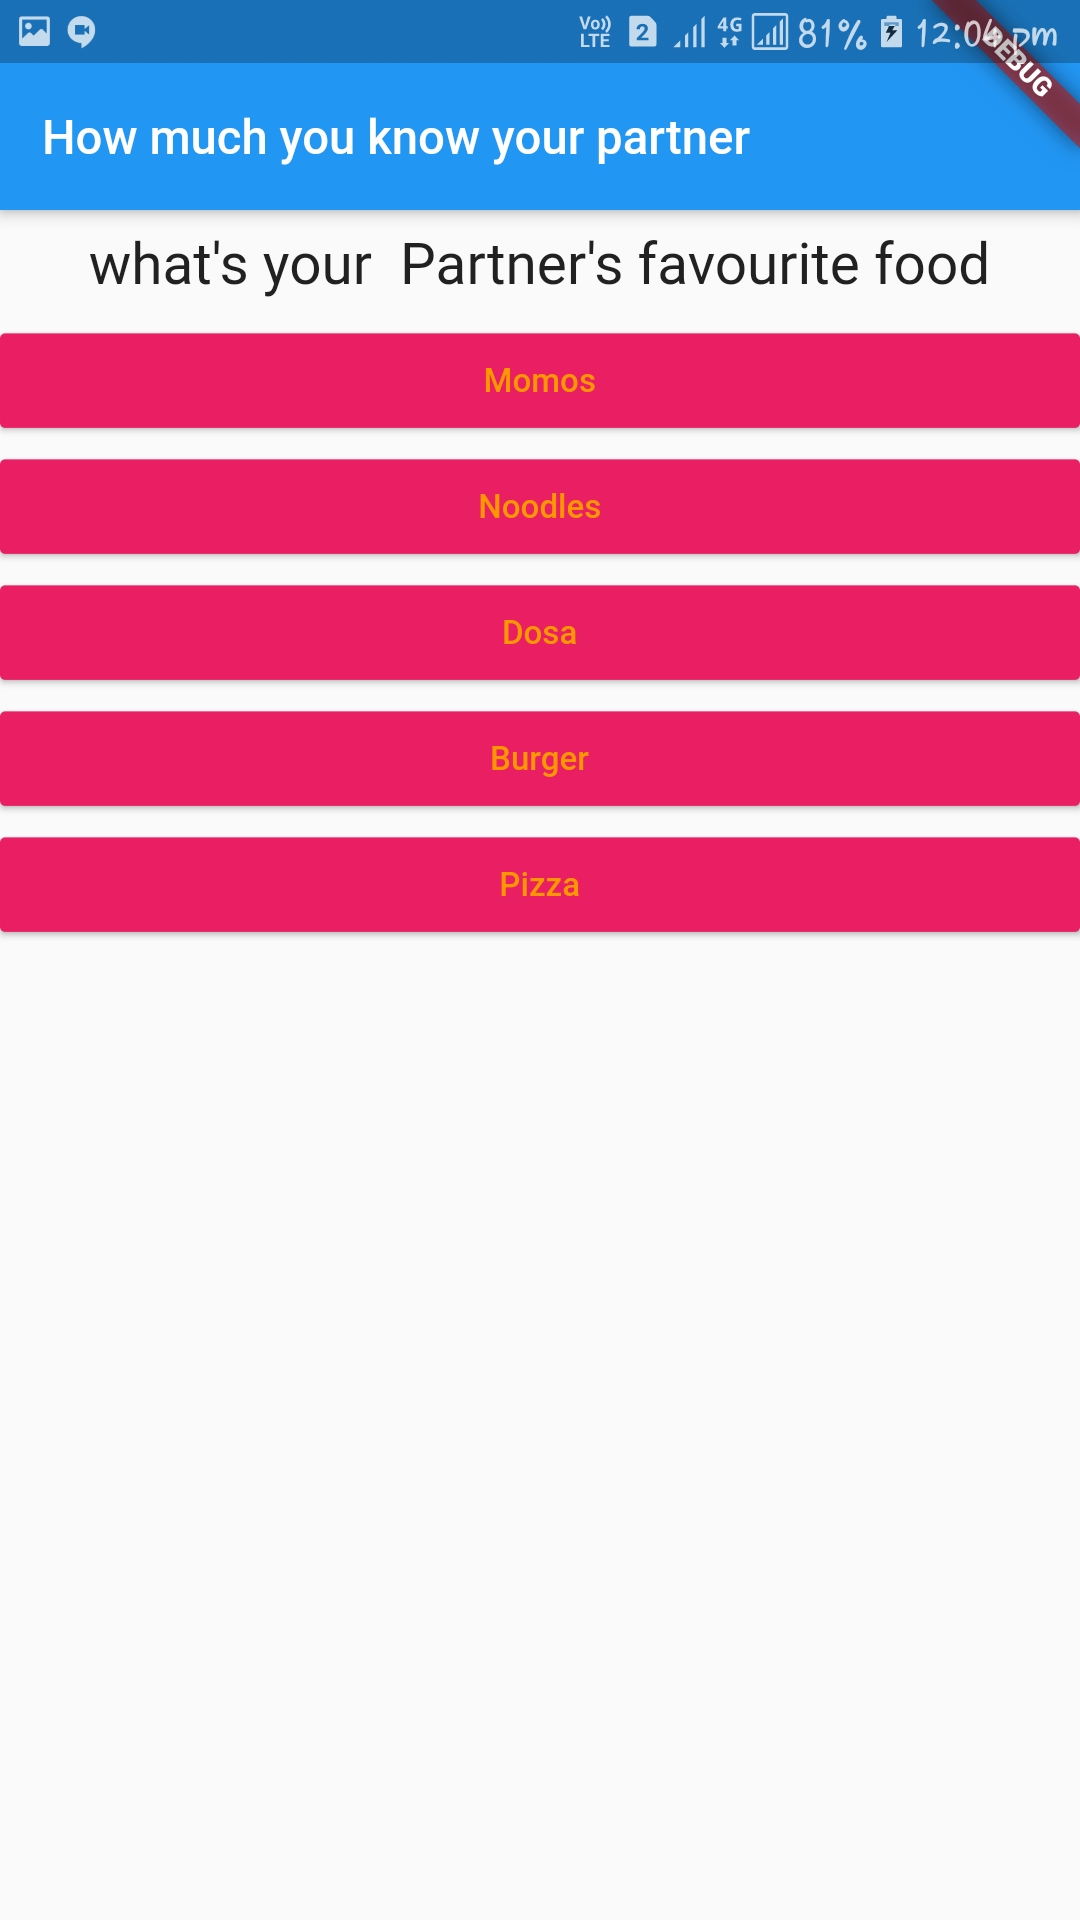 Vo)) LTE 2 4G 81% 12:04 pm
DEBUG
How much you know your partner
what's your  Partner's favourite food
Momos
Noodles
Dosa
Burger
Pizza